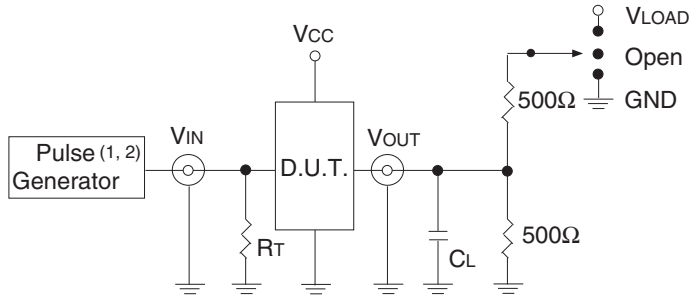 VLOAD
VCC
Open
500Ω
GND
VIN
VOUT
Pulse (1, 2)
Generator
D.U.T.
RT
CL
500Ω